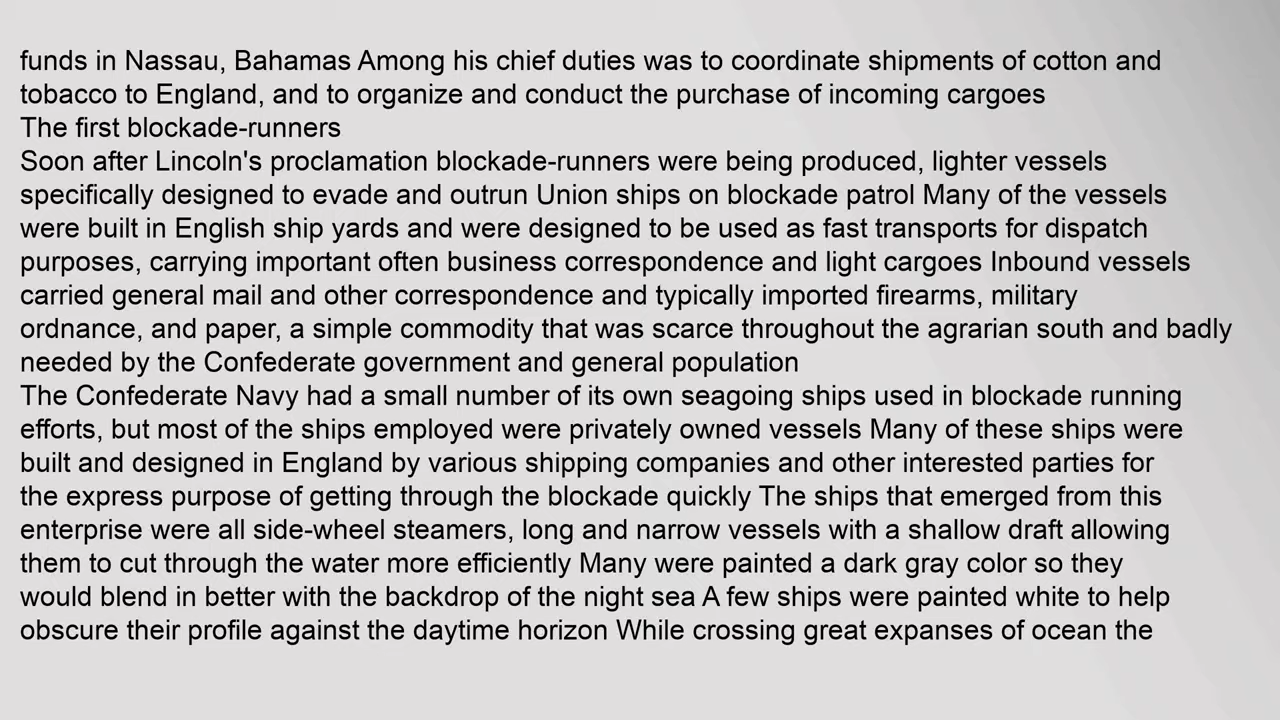 funds in Nassau, Bahamas Among his chief duties was to coordinate shipments of cotton and
tobacco to England, and to organize and conduct the purchase of incoming cargoes
The first blockade-runners
Soon after Lincoln's proclamation blockade-runners were being produced, lighter vessels
specifically designed to evade and outrun Union ships on blockade patrol Many of the vessels
were built in English ship yards and were designed to be used as fast transports for dispatch
purposes, carrying important often business correspondence and light cargoes Inbound vessels
carried general mail and other correspondence and typically imported firearms, military
ordnance, and paper, a simple commodity that was scarce throughout the agrarian south and badly
needed by the Confederate government and general population
The Confederate Navy had a small number of its own seagoing ships used in blockade running
efforts, but most of the ships employed were privately owned vessels Many of these ships were
built and designed in England by various shipping companies and other interested parties for
the express purpose of getting through the blockade quickly The ships that emerged from this
enterprise were all side-wheel steamers, long and narrow vessels with a shallow draft allowing
them to cut through the water more efficiently Many were painted a dark gray color so they
would blend in better with the backdrop of the night sea A few ships were painted white to help
obscure their profile against the daytime horizon While crossing great expanses of ocean the